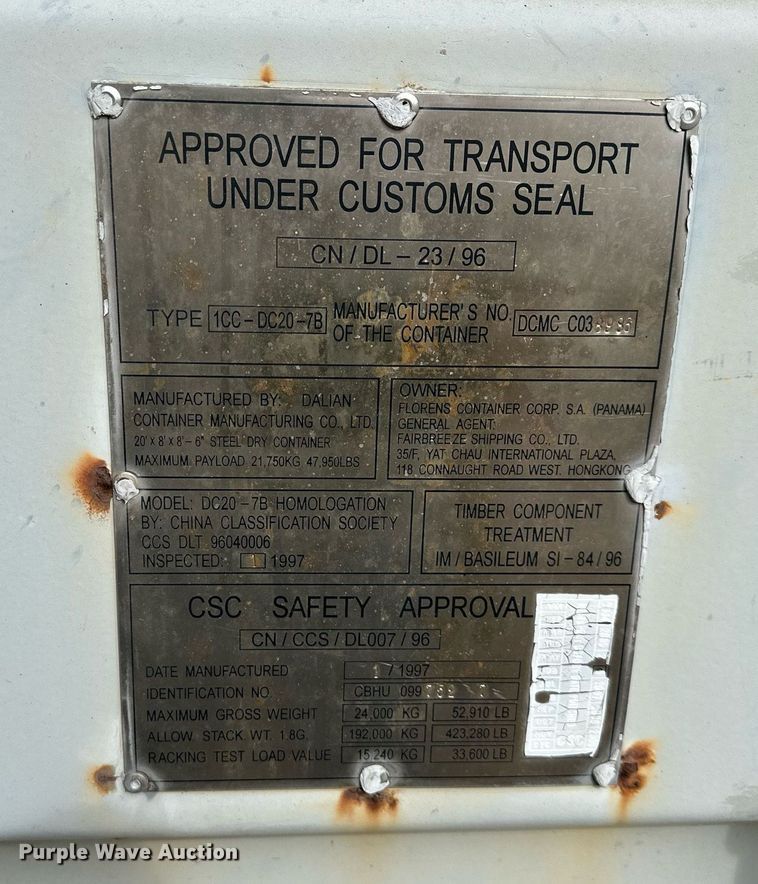 APPROVED FOR TRANSPORT
UNDER CUSTOMS SEAL
CN/DL-23/96
TYPE 1CC-DC20-7B MANUFACTURER'S NO. OF THE CONTAINER DCMC
MANUFACTURED BY: DALIAN
CONTAINER MANUFACTURING CO., LTD.
20' x 8' x 8'-6" STEEL DRY CONTAINER
MAXIMUM PAYLOAD 21,750KG 47,950LBS
OWNER:
FLORENS CONTAINER CORP. S.A. (PANAMA)
GENERAL AGENT:
FAIRBREEZE SHIPPING CO., LTD.
35/F, YAT CHAU INTERNATIONAL PLAZA,
118 CONNAUGHT ROAD WEST, HONGKONG
MODEL: DC20-7B HOMOLOGATION
BY: CHINA CLASSIFICATION SOCIETY
CCS DLT 96040006
INSPECTED: 1 1997
TIMBER COMPONENT
TREATMENT
IM/BASILEUM SI-84/96
CSC SAFETY APPROVAL
CN/CCS/DL007/96
DATE MANUFACTURED 1/1997
IDENTIFICATION NO. CBHU
MAXIMUM GROSS WEIGHT 24,000 KG 52,910 LB
ALLOW STACK WT. 1.8G. 192,000 KG 423,280 LB
RACKING TEST LOAD VALUE 15,240 KG 33,600 LB
Purple Wave Auction